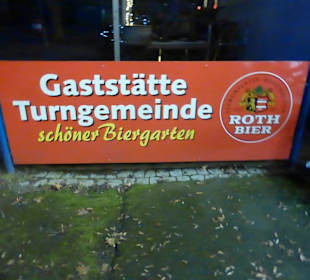 Gaststätte
Turngemeinde
schöner Biergarten
ROTH
BIER